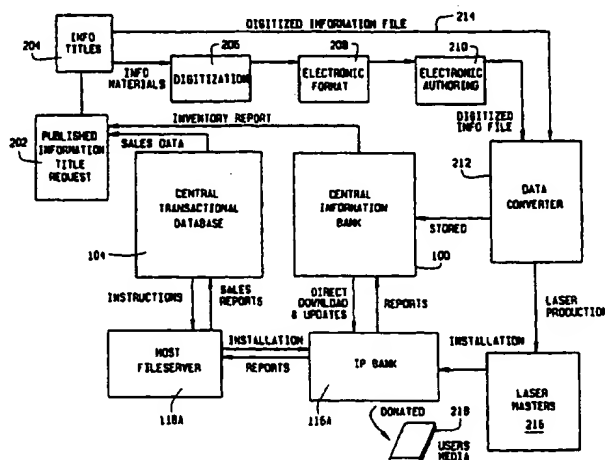 DIGITIZED INFORMATION FILE
214
INFO
TITLES
204
INFO
MATERIALS
206
DIGITIZATION
208
ELECTRONIC
FORMAT
210
ELECTRONIC
AUTHORING
DIGITIZED
INFO FILE
INVENTORY REPORT
SALES DATA
PUBLISHED
INFORMATION
TITLE
REQUEST
202
212
DATA
CONVERTER
CENTRAL
TRANSACTIONAL
DATABASE
104
CENTRAL
INFORMATION
BANK
100
STORED
INSTRUCTIONS
SALES
REPORTS
DIRECT
DOWNLOAD
& UPDATES
REPORTS
LASER
PRODUCTION
HOST
FILESERVER
118A
INSTALLATION
REPORTS
IP BANK
116A
INSTALLATION
LASER
MASTERS
216
DONATED
218
USERS
MEDIA